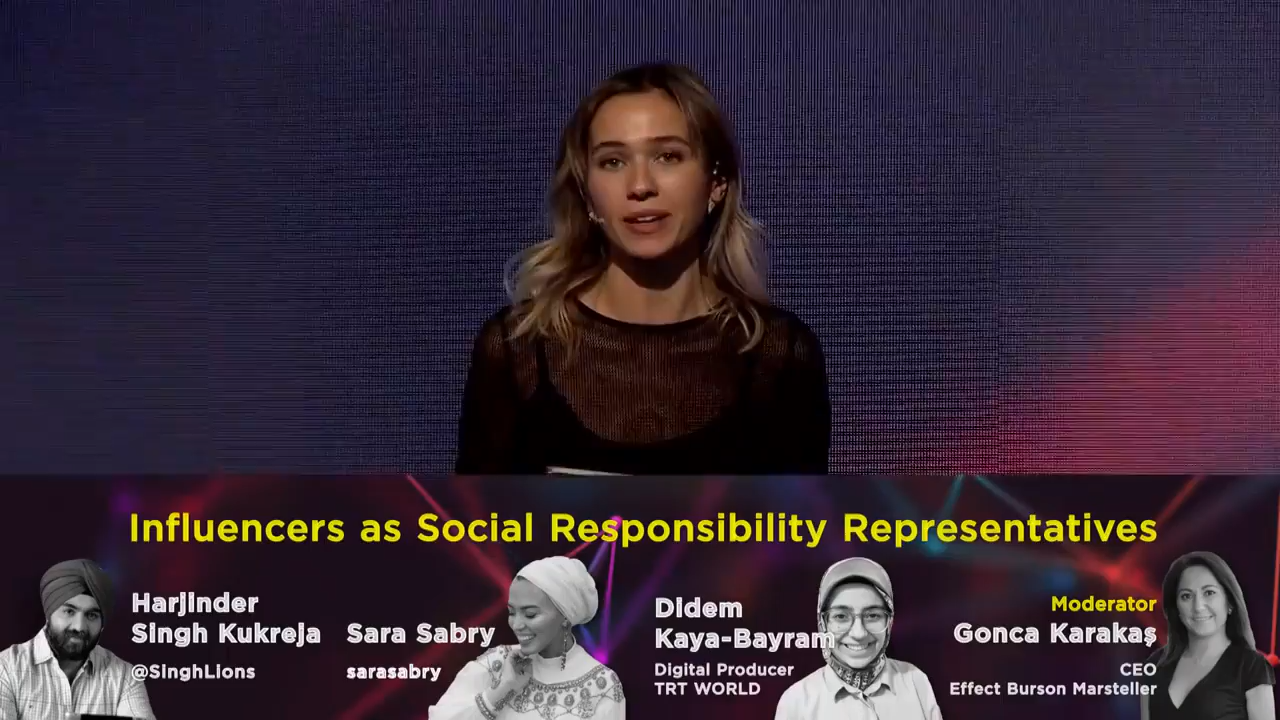 Influencers as Social Responsibility Representatives
Harjinder
Singh Kukreja
@SinghLions
Sara Sabry
sarasabry
Didem
Kaya-Bayram
Digital Producer
TRT WORLD
Moderator
Gonca Karakaş
CEO
Effect Burson Marsteller